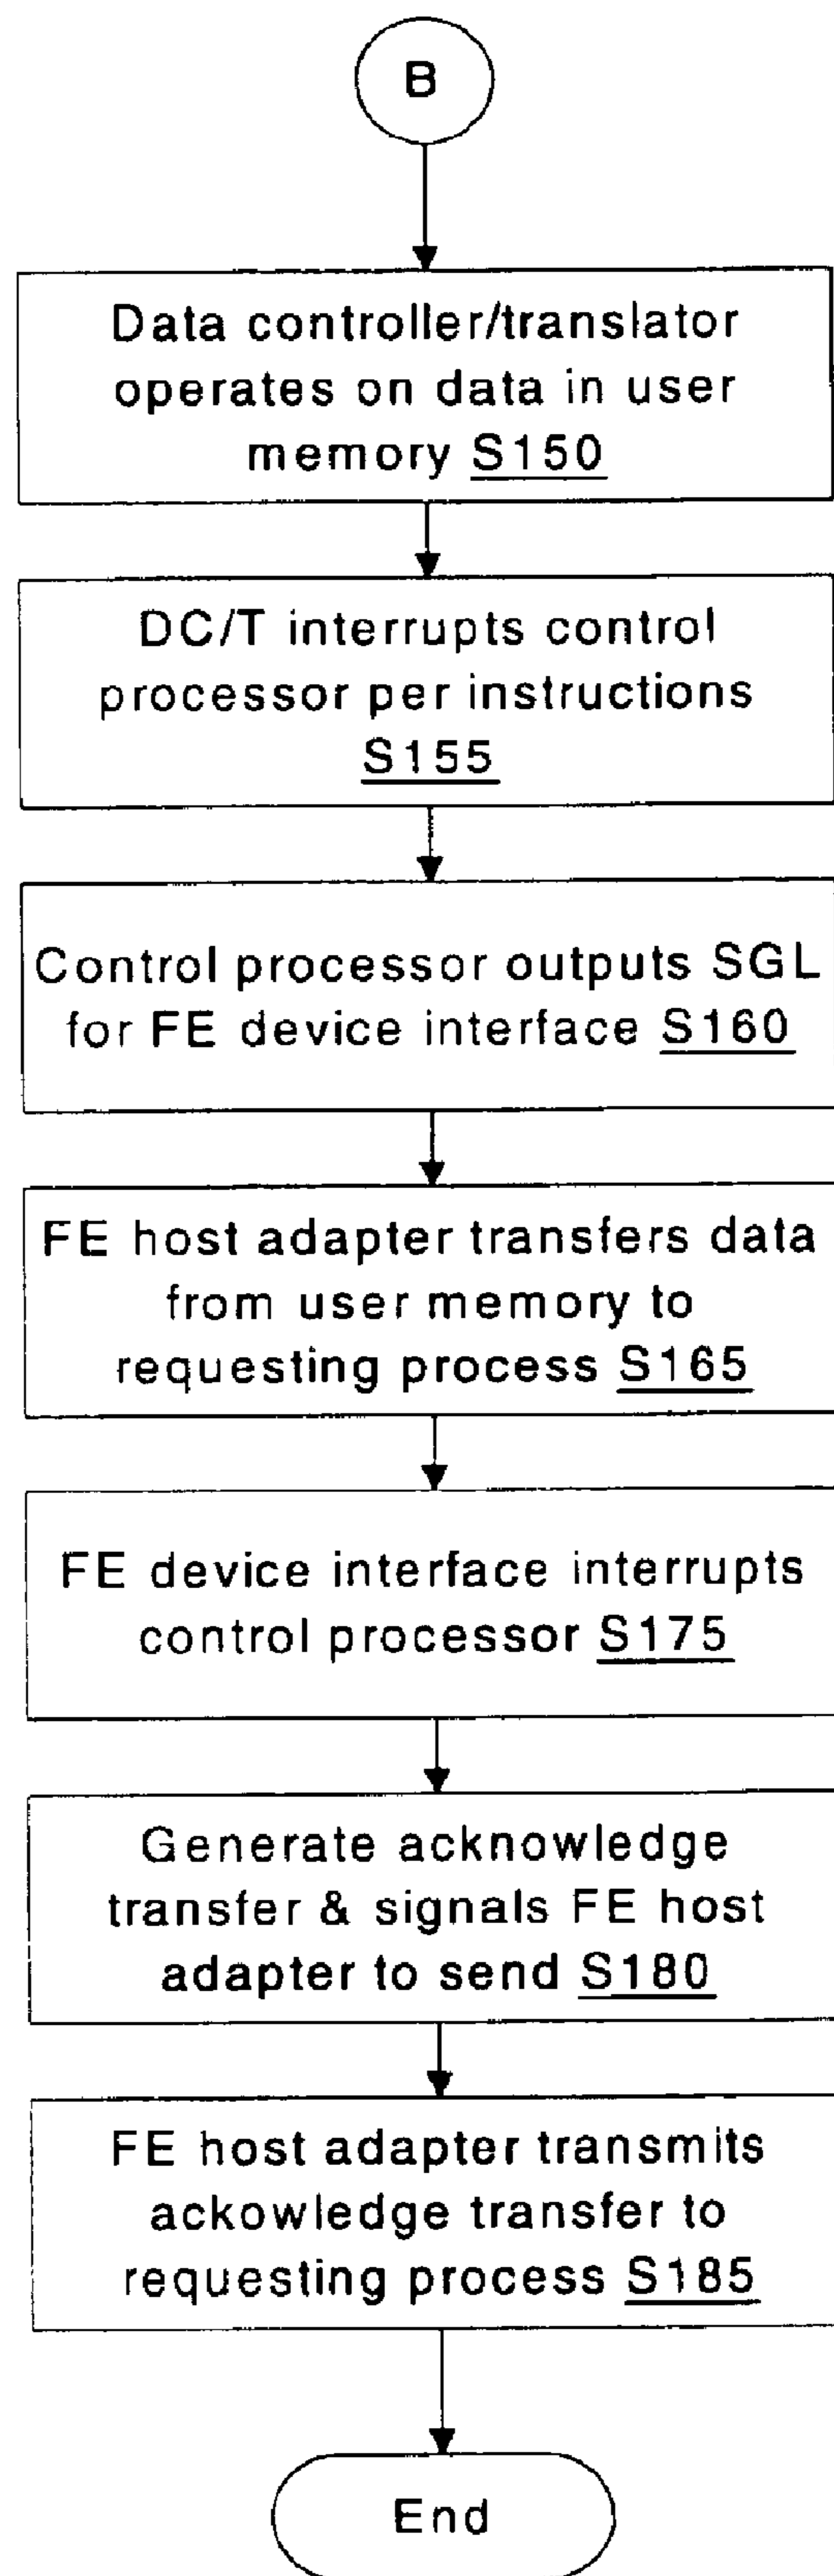 B
Data controller/translator
operates on data in user
memory S150
DC/T interrupts control
processor per instructions
S155
Control processor outputs SGL
for FE device interface S160
FE host adapter transfers data
from user memory to
requesting process S165
FE device interface interrupts
control processor S175
Generate acknowledge
transfer & signals FE host
adapter to send S180
FE host adapter transmits
ackowledge transfer to
requesting process S185
End